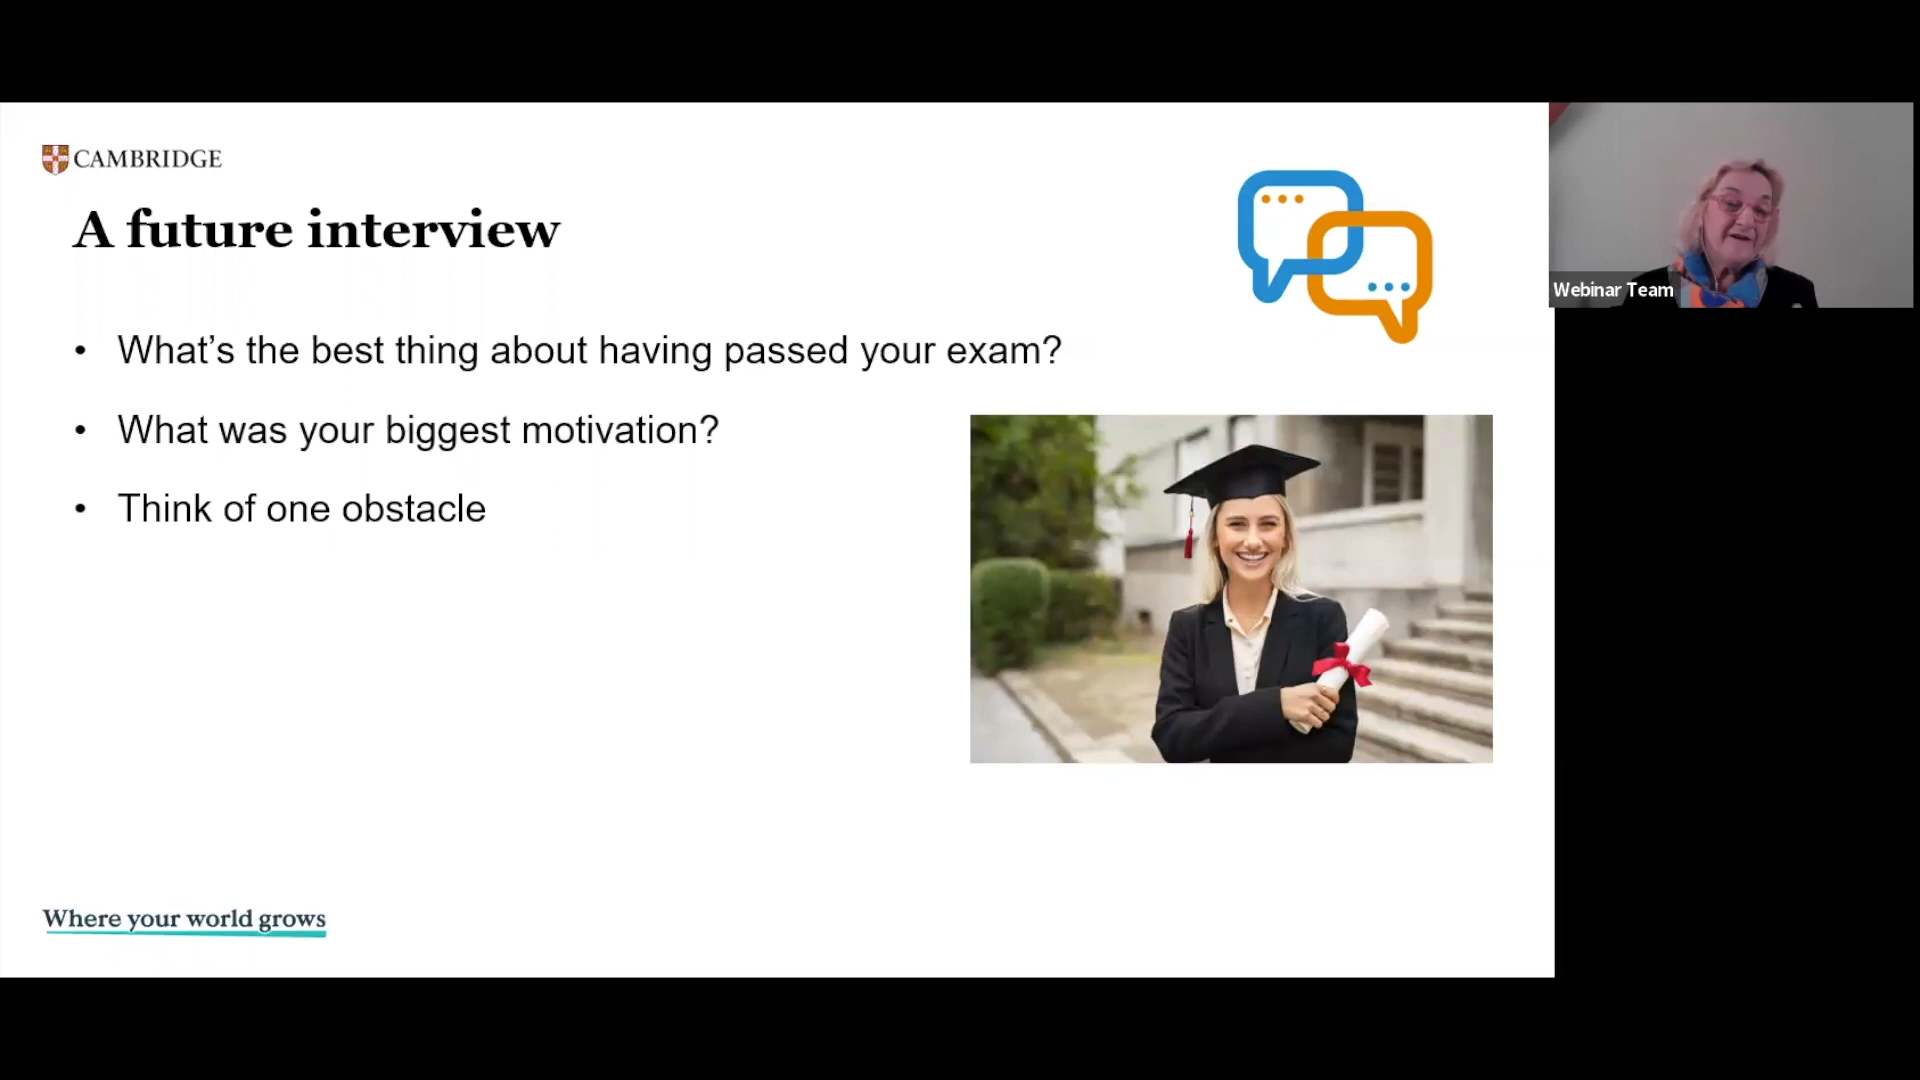 CAMBRIDGE
A future interview
• What’s the best thing about having passed your exam?
• What was your biggest motivation?
• Think of one obstacle
Where your world grows
Webinar Team